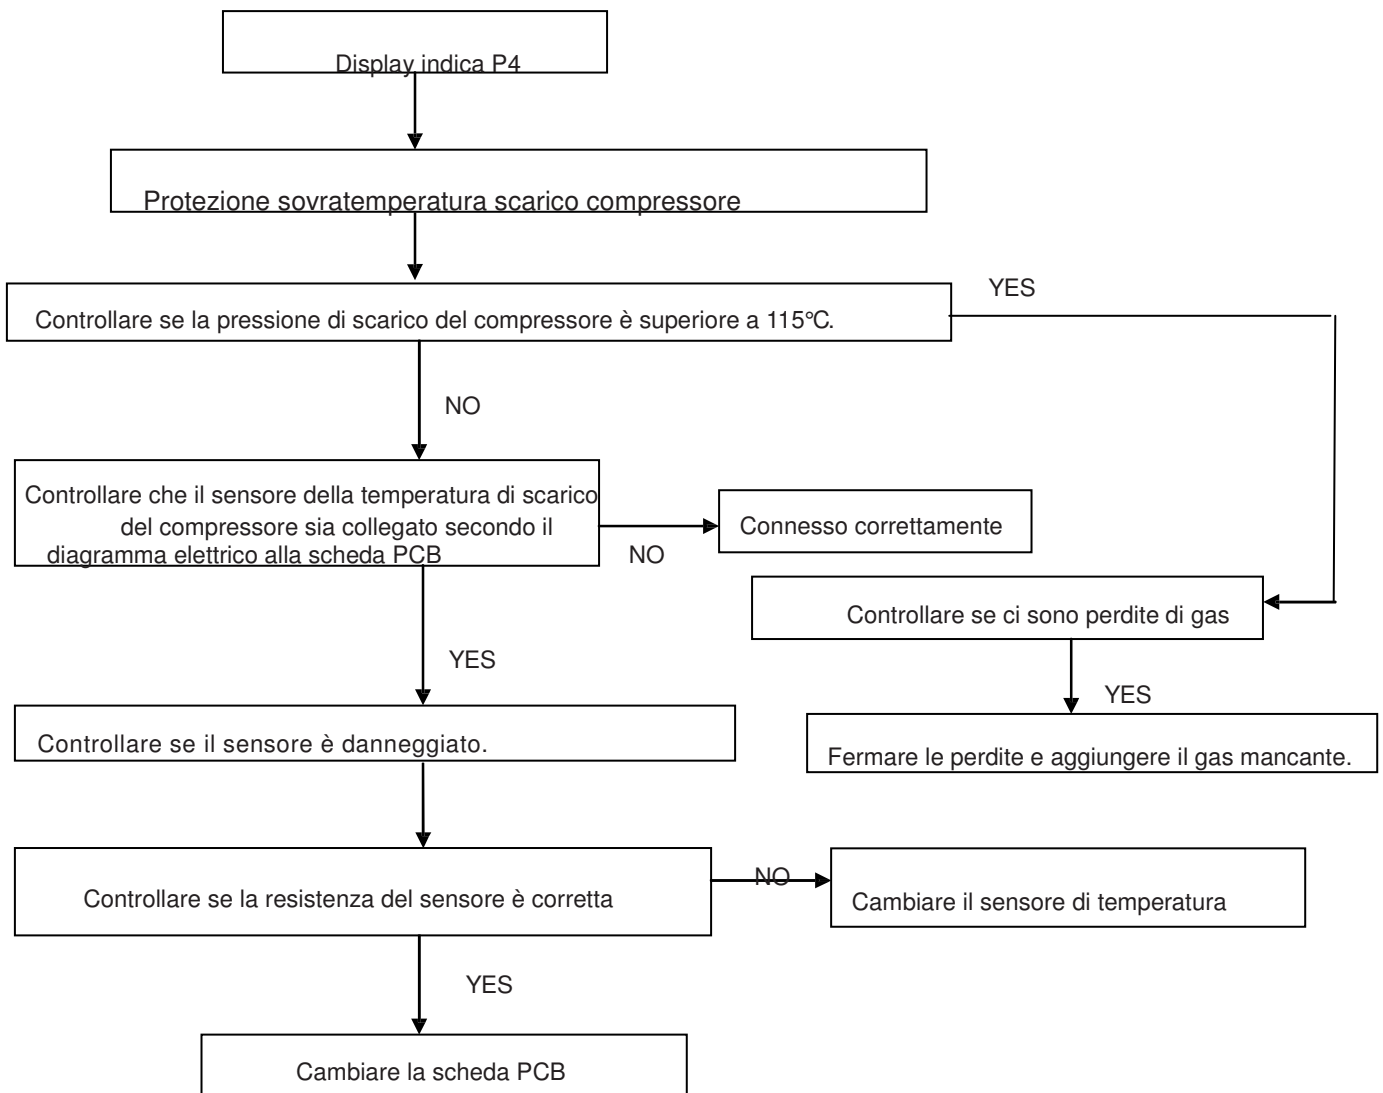 Display indica P4
Protezione sovratemperatura scarico compressore
YES
Controllare se la pressione di scarico del compressore è superiore a 115°C.
NO
Controllare che il sensore della temperatura di scarico
del compressore sia collegato secondo il
diagramma elettrico alla scheda PCB
NO
Connesso correttamente
Controllare se ci sono perdite di gas
YES
YES
Fermare le perdite e aggiungere il gas mancante.
Controllare se il sensore è danneggiato.
Controllare se la resistenza del sensore è corretta
NO
Cambiare il sensore di temperatura
YES
Cambiare la scheda PCB